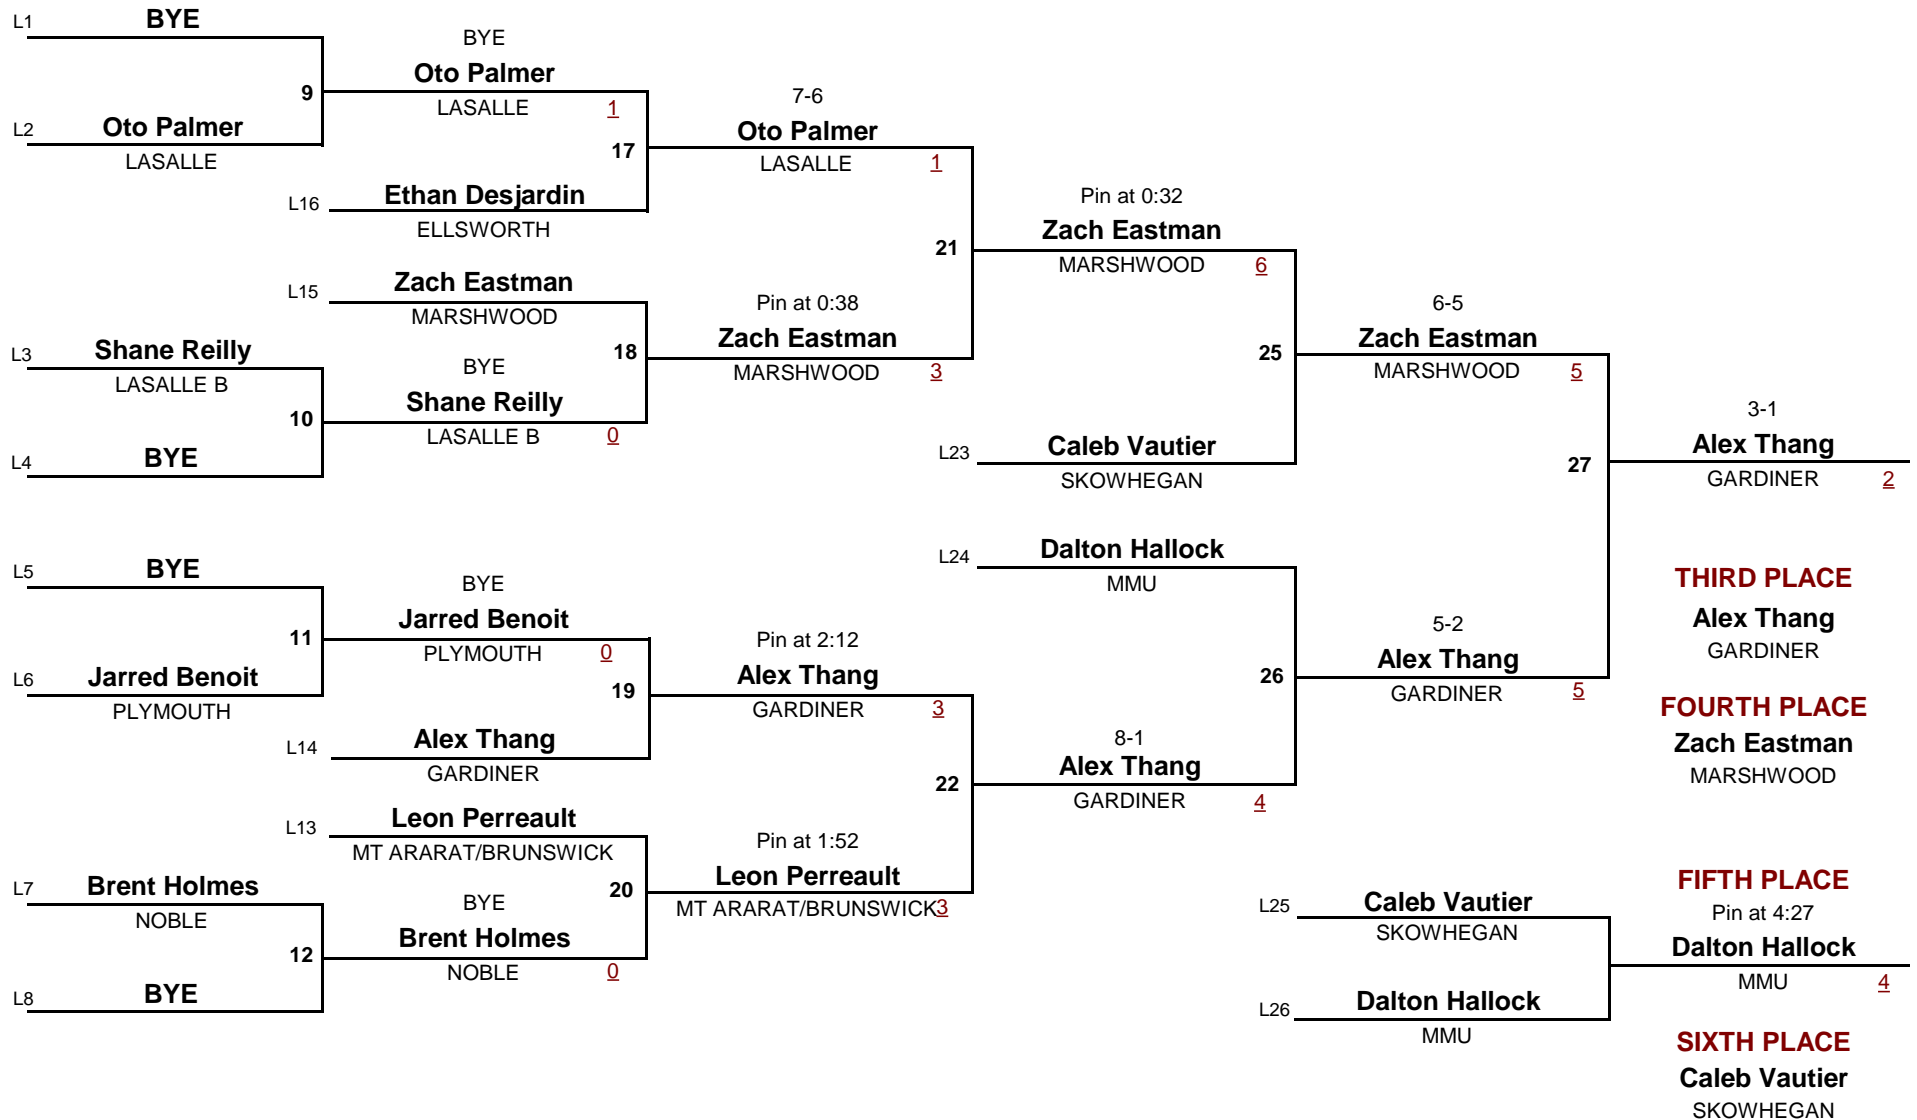 L1
BYE
L2
Oto Palmer
LASALLE
9
BYE
Oto Palmer
LASALLE
1
L16
Ethan Desjardin
ELLSWORTH
17
7-6
Oto Palmer
LASALLE
1
L15
Zach Eastman
MARSHWOOD
L3
Shane Reilly
LASALLE B
L4
BYE
10
BYE
Shane Reilly
LASALLE B
0
18
Pin at 0:38
Zach Eastman
MARSHWOOD
3
21
Pin at 0:32
Zach Eastman
MARSHWOOD
6
L23
Caleb Vautier
SKOWHEGAN
25
6-5
Zach Eastman
MARSHWOOD
5
L5
BYE
L6
Jarred Benoit
PLYMOUTH
11
BYE
Jarred Benoit
PLYMOUTH
0
L14
Alex Thang
GARDINER
19
Pin at 2:12
Alex Thang
GARDINER
3
L13
Leon Perreault
MT ARARAT/BRUNSWICK
L7
Brent Holmes
NOBLE
L8
BYE
12
BYE
Brent Holmes
NOBLE
0
20
Pin at 1:52
Leon Perreault
MT ARARAT/BRUNSWICK
3
22
8-1
Alex Thang
GARDINER
4
L24
Dalton Hallock
MMU
26
5-2
Alex Thang
GARDINER
5
27
3-1
Alex Thang
GARDINER
2
THIRD PLACE
Alex Thang
GARDINER
FOURTH PLACE
Zach Eastman
MARSHWOOD
L25
Caleb Vautier
SKOWHEGAN
L26
Dalton Hallock
MMU
FIFTH PLACE
Pin at 4:27
Dalton Hallock
MMU
4
SIXTH PLACE
Caleb Vautier
SKOWHEGAN